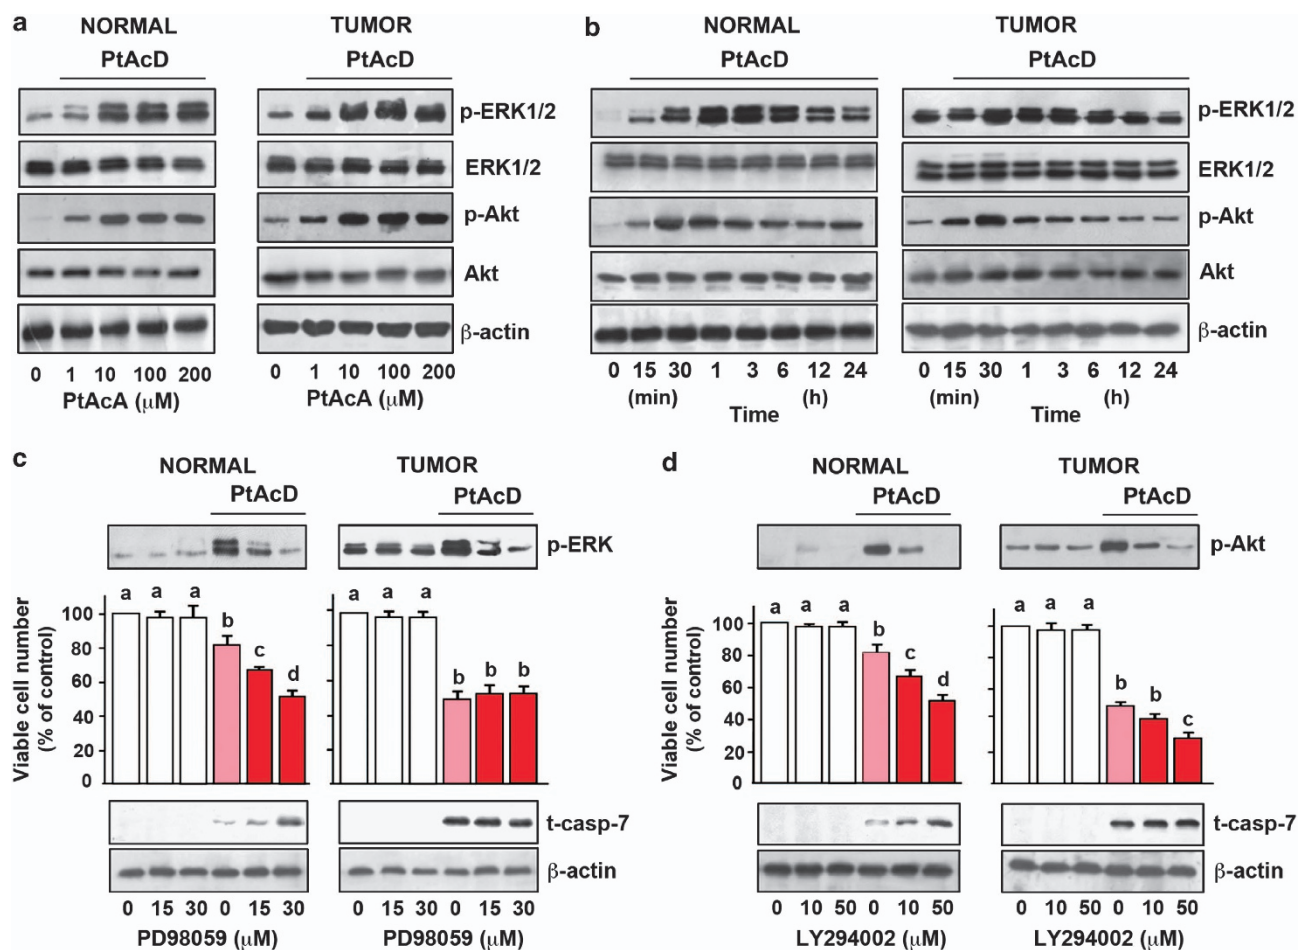 a
NORMAL
TUMOR
PtAcD
PtAcD
p-ERK1/2
ERK1/2
p-Akt
Akt
β-actin
0 1 10 100 200
PtAcA (μM)
0 1 10 100 200
PtAcA (μM)
b
NORMAL
TUMOR
PtAcD
PtAcD
p-ERK1/2
ERK1/2
p-Akt
Akt
β-actin
0 15 30 1 3 6 12 24
(min) (h)
Time
0 15 30 1 3 6 12 24
(min) (h)
Time
c
NORMAL
TUMOR
PtAcD
PtAcD
p-ERK
Viable cell number
(% of control)
100
80
60
40
20
0
a a a b c d
a a a b b b
t-casp-7
β-actin
0 15 30 0 15 30
PD98059 (μM)
0 15 30 0 15 30
PD98059 (μM)
d
NORMAL
TUMOR
PtAcD
PtAcD
p-Akt
Viable cell number
(% of control)
100
80
60
40
20
0
a a a b c d
a a a b b c
t-casp-7
β-actin
0 10 50 0 10 50
LY294002 (μM)
0 10 50 0 10 50
LY294002 (μM)